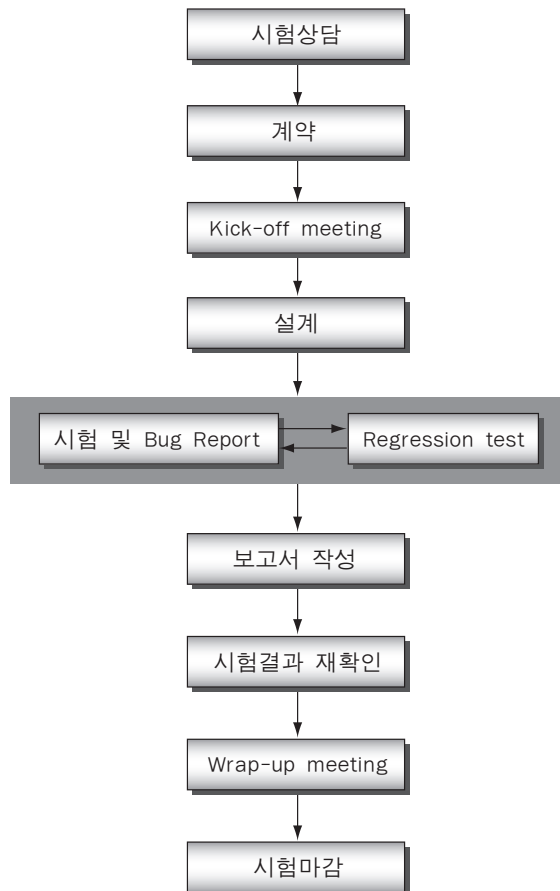 시험상담
계약
Kick-off meeting
설계
시험 및 Bug Report
Regression test
보고서 작성
시험결과 재확인
Wrap-up meeting
시험마감